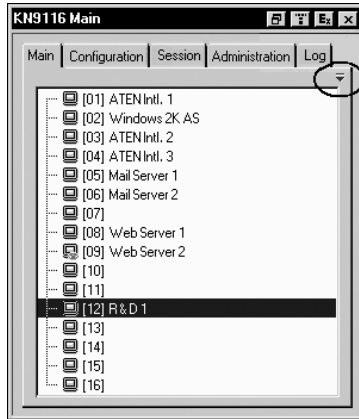 KN9116 Main
Main Configuration Session Administration Log
[01] ATEN Intl. 1
[02] Windows 2K AS
[03] ATEN Intl. 2
[04] ATEN Intl. 3
[05] Mail Server 1
[06] Mail Server 2
[07]
[08] Web Server 1
[09] Web Server 2
[10]
[11]
[12] R&D 1
[13]
[14]
[15]
[16]